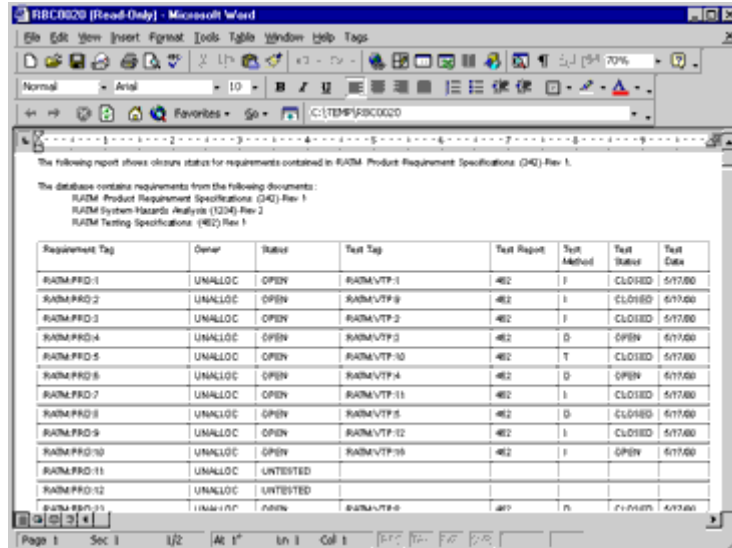 RBC0020 [Read-Only] - Microsoft Word
File Edit View Insert Format Tools Table Window Help Tags
70%
Normal Arial 10 B I U
Favorites Go C:\TEMP\RBC0020
The following report shows closure status for requirements contained in RATM Product Requirement Specifications: (342)-Rev 1.
The database contains requirements from the following documents:
RATM Product Requirement Specifications: (342)-Rev 1
RATM System-Hazards Analysis (1234)-Rev 2
RATM Testing Specifications: (482) Rev 1
Requirement Tag Owner Status Test Tag Test Report Test Method Test Status Test Date
RATM:PRD:1 UNALLOC OPEN RATM:VTP:1 482 CLOSED 5/17/00
RATM:PRD:2 UNALLOC OPEN RATM:VTP:9 482 CLOSED 5/17/00
RATM:PRD:3 UNALLOC OPEN RATM:VTP:2 482 CLOSED 5/17/00
RATM:PRD:4 UNALLOC OPEN RATM:VTP:3 482 D OPEN 5/17/00
RATM:PRD:5 UNALLOC OPEN RATM:VTP:10 482 T CLOSED 5/17/00
RATM:PRD:6 UNALLOC OPEN RATM:VTP:4 482 D OPEN 5/17/00
RATM:PRD:7 UNALLOC OPEN RATM:VTP:11 482 CLOSED 5/17/00
RATM:PRD:8 UNALLOC OPEN RATM:VTP:5 482 D CLOSED 5/17/00
RATM:PRD:9 UNALLOC OPEN RATM:VTP:12 482 CLOSED 5/17/00
RATM:PRD:10 UNALLOC OPEN 482 OPEN 5/17/00
RATM:PRD:11 UNALLOC UNTESTED
RATM:PRD:12 UNALLOC UNTESTED
UNALLOC OPEN 482 D CLOSED 5/17/00
Page 1 Sec 1 1/2 At 1" Ln 1 Col 1